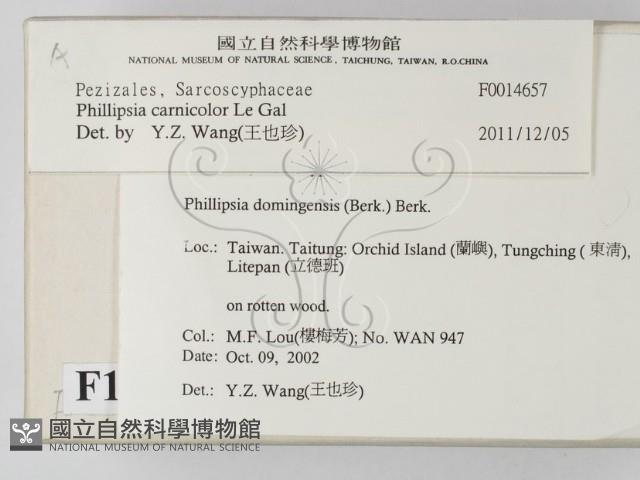 A
國立自然科學博物館
NATIONAL MUSEUM OF NATURAL SCIENCE, TAICHUNG, TAIWAN, R.O.CHINA
Pezizales, Sarcoscyphaceae F0014657
Phillipsia carnicolor Le Gal
Det. by Y.Z. Wang(王也珍) 2011/12/05
Phillipsia domingensis (Berk.) Berk.
Loc.: Taiwan. Taitung: Orchid Island (蘭嶼), Tungching ( 東淸),
Litepan (立德班)
on rotten wood.
Col.: M.F. Lou(樓梅芳); No. WAN 947
Date: Oct. 09, 2002
Det.: Y.Z. Wang(王也珍)
F1
國立自然科學博物館
NATIONAL MUSEUM OF NATURAL SCIENCE